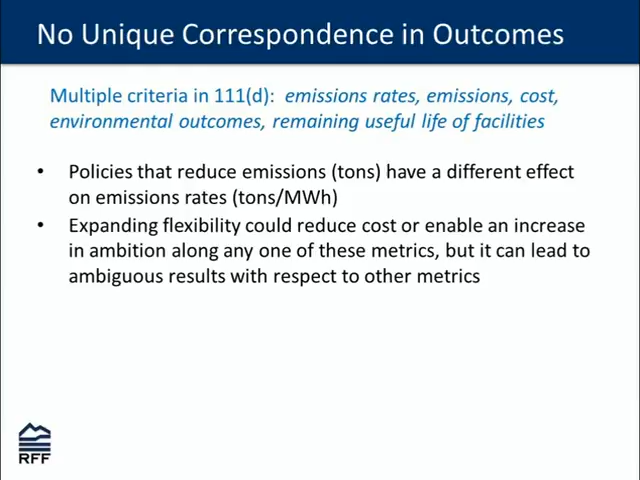 No Unique Correspondence in Outcomes
Multiple criteria in 111(d): emissions rates, emissions, cost,
environmental outcomes, remaining useful life of facilities
• Policies that reduce emissions (tons) have a different effect
on emissions rates (tons/MWh)
• Expanding flexibility could reduce cost or enable an increase
in ambition along any one of these metrics, but it can lead to
ambiguous results with respect to other metrics
RFF